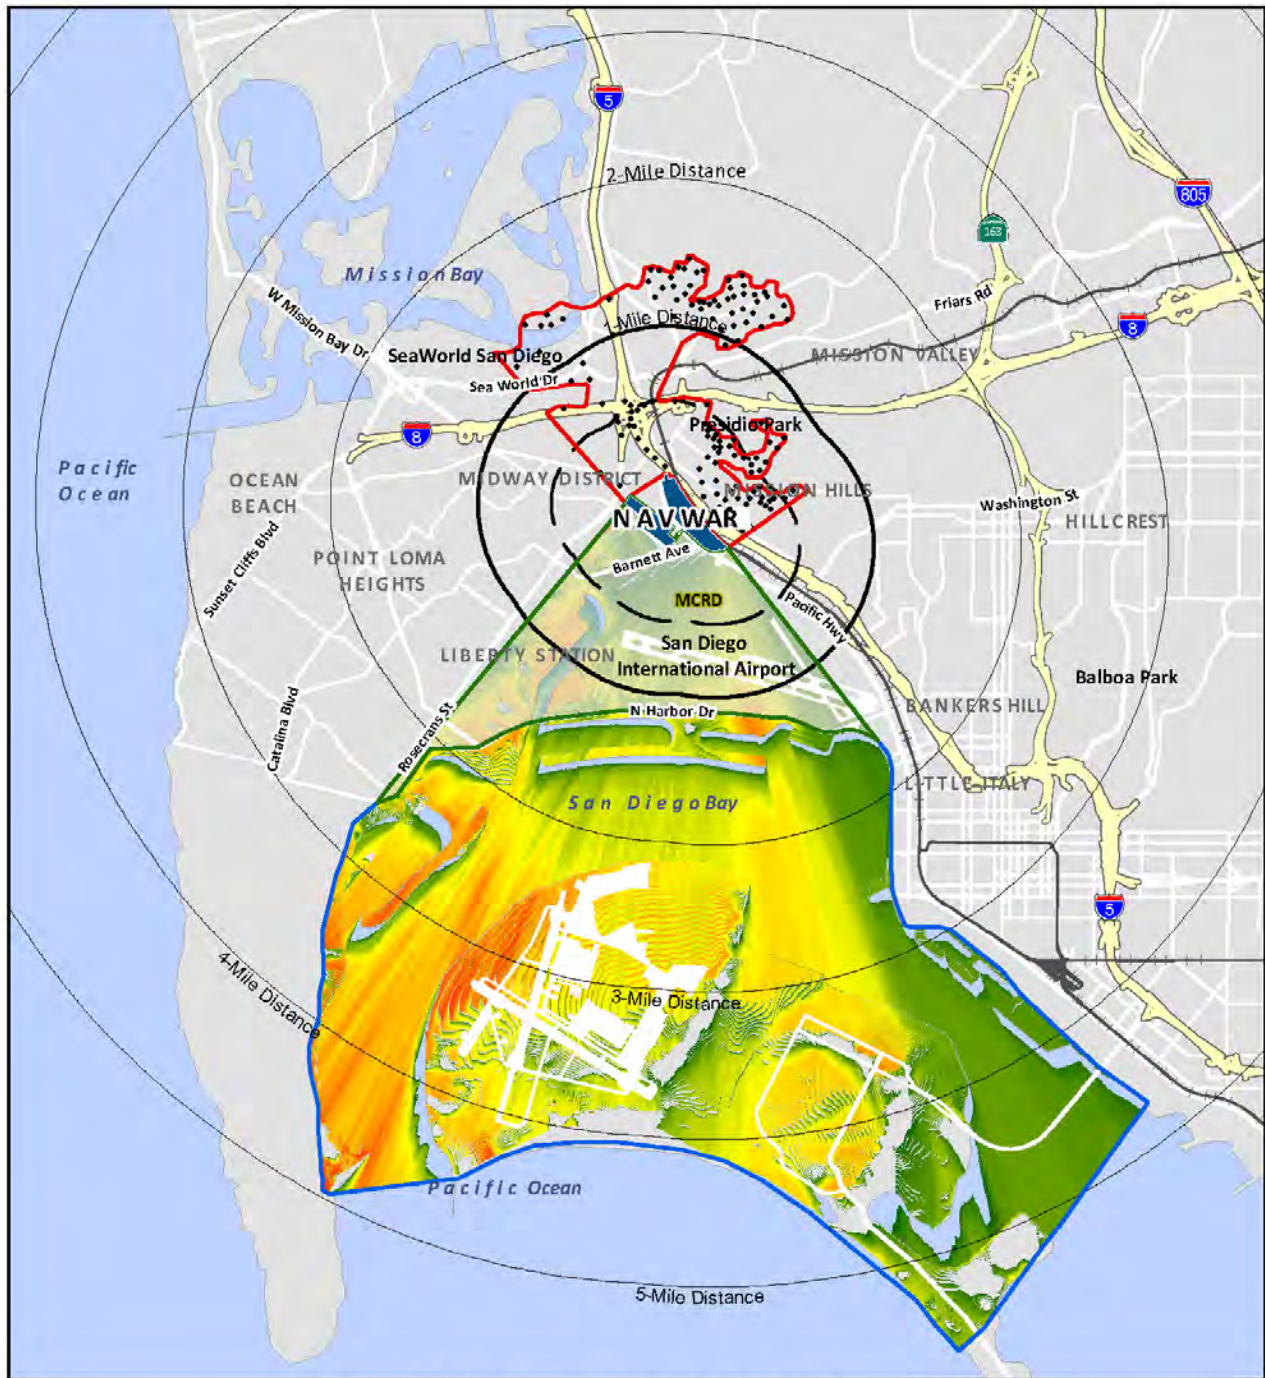 5
2-Mile Distance
805
163
Mission Bay
Friars Rd
W Mission Bay Dr
1-Mile Distance
8
SeaWorld San Diego
MISSION VALLEY
Sea World Dr
Presidio Park
8
Pacific
Ocean
OCEAN
BEACH
MIDWAY DISTRICT
MISSION HILLS
Washington St
HILLCREST
NAVWAR
Sunset Cliffs Blvd
POINT LOMA
HEIGHTS
Barnett Ave
MCRD
Pacific Hwy
San Diego
International Airport
LIBERTY STATION
Balboa Park
Catalina Blvd
Rosecrans St
N Harbor Dr
BANKERS HILL
LITTLE ITALY
San Diego Bay
5
4-Mile Distance
3-Mile Distance
Pacific Ocean
5-Mile Distance